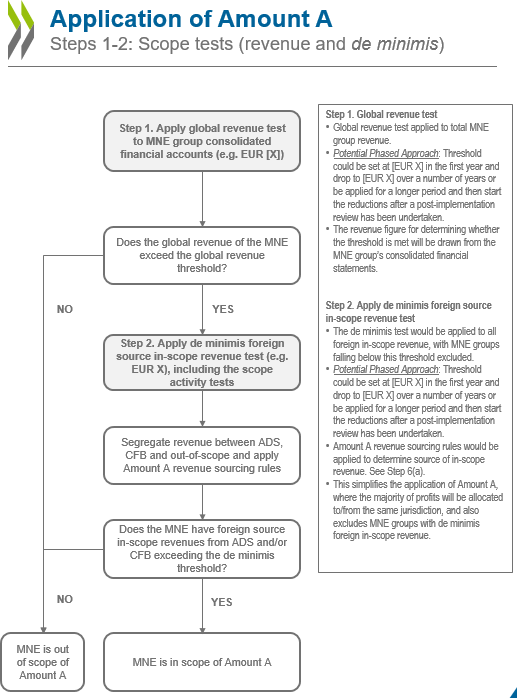 Application of Amount A
Steps 1-2: Scope tests (revenue and de minimis)
Step 1. Apply global revenue test
to MNE group consolidated
financial accounts (e.g. EUR [X])
Does the global revenue of the MNE
exceed the global revenue
threshold?
NO
YES
Step 2. Apply de minimis foreign
source in-scope revenue test (e.g.
EUR X), including the scope
activity tests
Segregate revenue between ADS,
CFB and out-of-scope and apply
Amount A revenue sourcing rules
Does the MNE have foreign source
in-scope revenues from ADS and/or
CFB exceeding the de minimis
threshold?
NO
YES
MNE is out
of scope of
Amount A
MNE is in scope of Amount A
Step 1. Global revenue test
• Global revenue test applied to total MNE
group revenue.
• Potential Phased Approach: Threshold
could be set at [EUR X] in the first year and
drop to [EUR X] over a number of years or
be applied for a longer period and then start
the reductions after a post-implementation
review has been undertaken.
• The revenue figure for determining whether
the threshold is met will be drawn from the
MNE group's consolidated financial
statements.
Step 2. Apply de minimis foreign source
in-scope revenue test
• The de minimis test would be applied to all
foreign in-scope revenue, with MNE groups
falling below this threshold excluded.
• Potential Phased Approach: Threshold
could be set at [EUR X] in the first year and
drop to [EUR X] over a number of years or
be applied for a longer period and then start
the reductions after a post-implementation
review has been undertaken.
• Amount A revenue sourcing rules would be
applied to determine source of in-scope
revenue. See Step 6(a).
• This simplifies the application of Amount A,
where the majority of profits will be allocated
to/from the same jurisdiction, and also
excludes MNE groups with de minimis
foreign in-scope revenue.